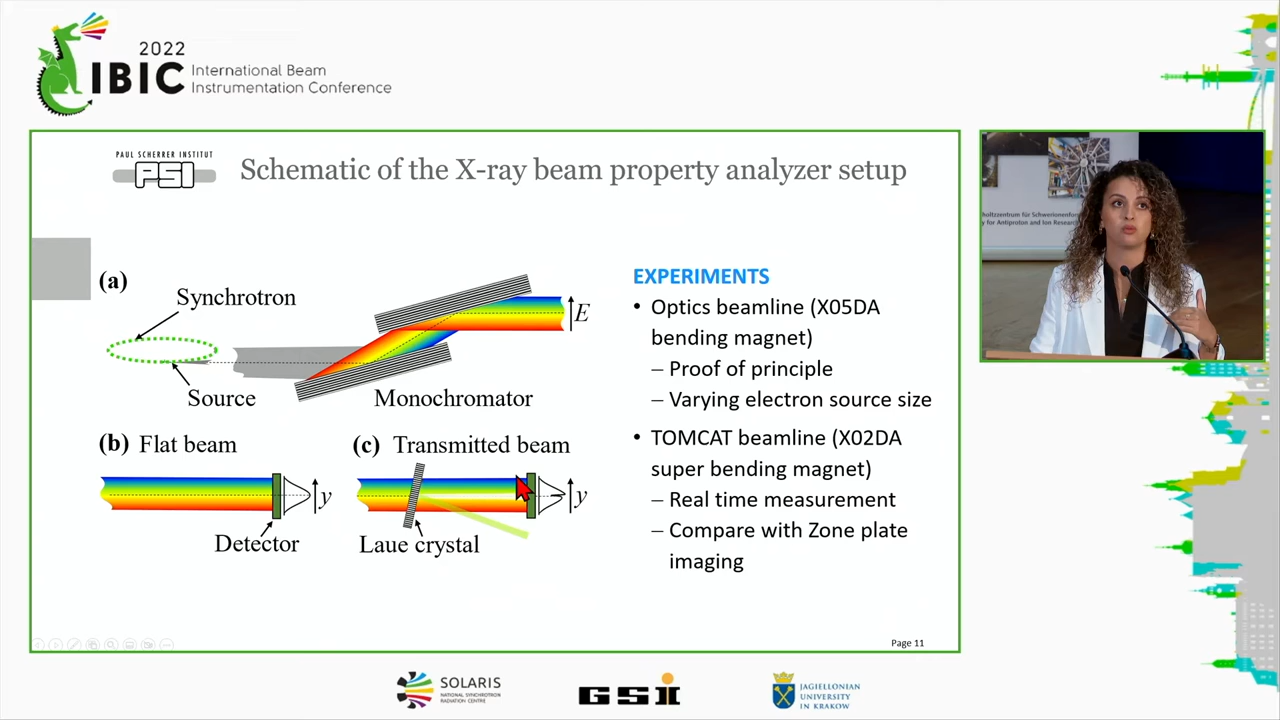 2022
IBIC
International Beam
Instrumentation Conference
PAUL SCHERRER INSTITUT
PSI
Schematic of the X-ray beam property analyzer setup
(a)
Synchrotron
E
Source
Monochromator
(b) Flat beam
(c) Transmitted beam
y
y
Detector
Laue crystal
EXPERIMENTS
• Optics beamline (X05DA
bending magnet)
– Proof of principle
– Varying electron source size
• TOMCAT beamline (X02DA
super bending magnet)
– Real time measurement
– Compare with Zone plate
imaging
Page 11
SOLARIS
NATIONAL SYNCHROTRON
RADIATION CENTRE
GSI
JAGIELLONIAN
UNIVERSITY
IN KRAKOW